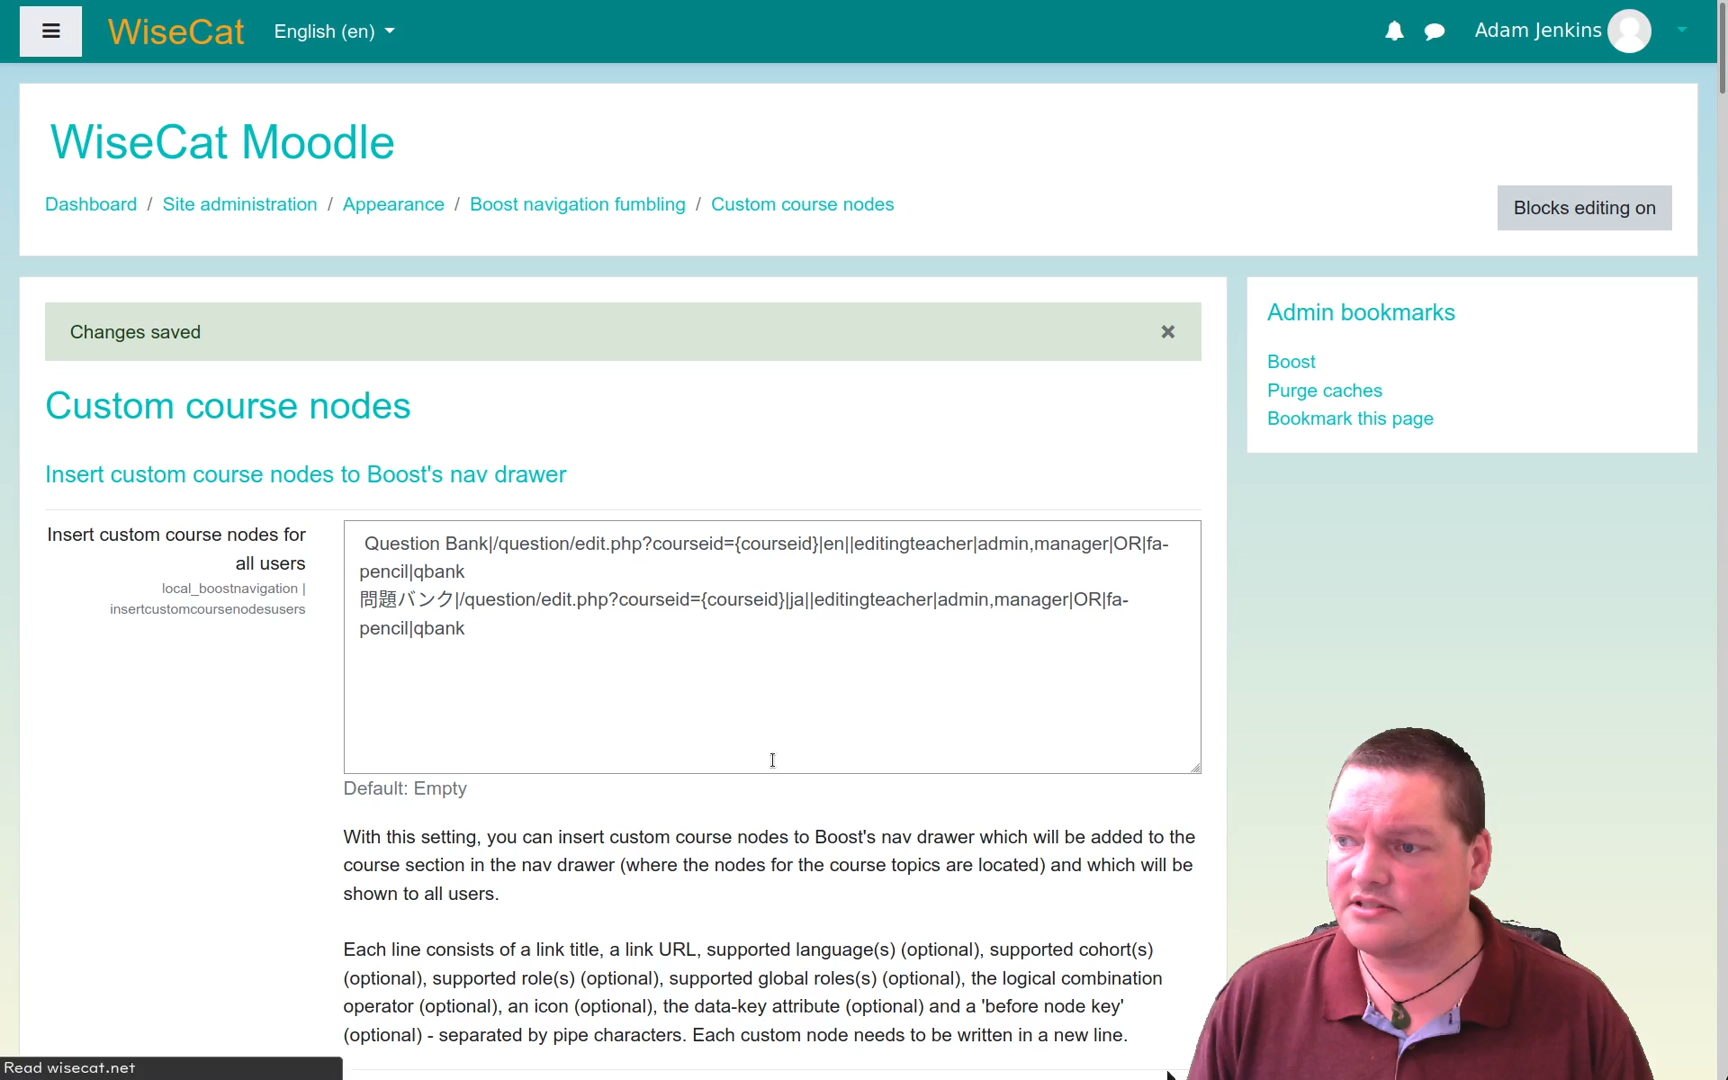 WiseCat English (en) Adam Jenkins
WiseCat Moodle
Dashboard / Site administration / Appearance / Boost navigation fumbling / Custom course nodes
Blocks editing on
Changes saved ×
Custom course nodes
Insert custom course nodes to Boost's nav drawer
Insert custom course nodes for
all users
local_boostnavigation |
insertcustomcoursenodesusers
Question Bank|/question/edit.php?courseid={courseid}|en||editingteacher|admin,manager|OR|fa-
pencil|qbank
問題バンク|/question/edit.php?courseid={courseid}|ja||editingteacher|admin,manager|OR|fa-
pencil|qbank
Default: Empty
With this setting, you can insert custom course nodes to Boost's nav drawer which will be added to the
course section in the nav drawer (where the nodes for the course topics are located) and which will be
shown to all users.
Each line consists of a link title, a link URL, supported language(s) (optional), supported cohort(s)
(optional), supported role(s) (optional), supported global roles(s) (optional), the logical combination
operator (optional), an icon (optional), the data-key attribute (optional) and a 'before node key'
(optional) - separated by pipe characters. Each custom node needs to be written in a new line.
Admin bookmarks
Boost
Purge caches
Bookmark this page
Read wisecat.net